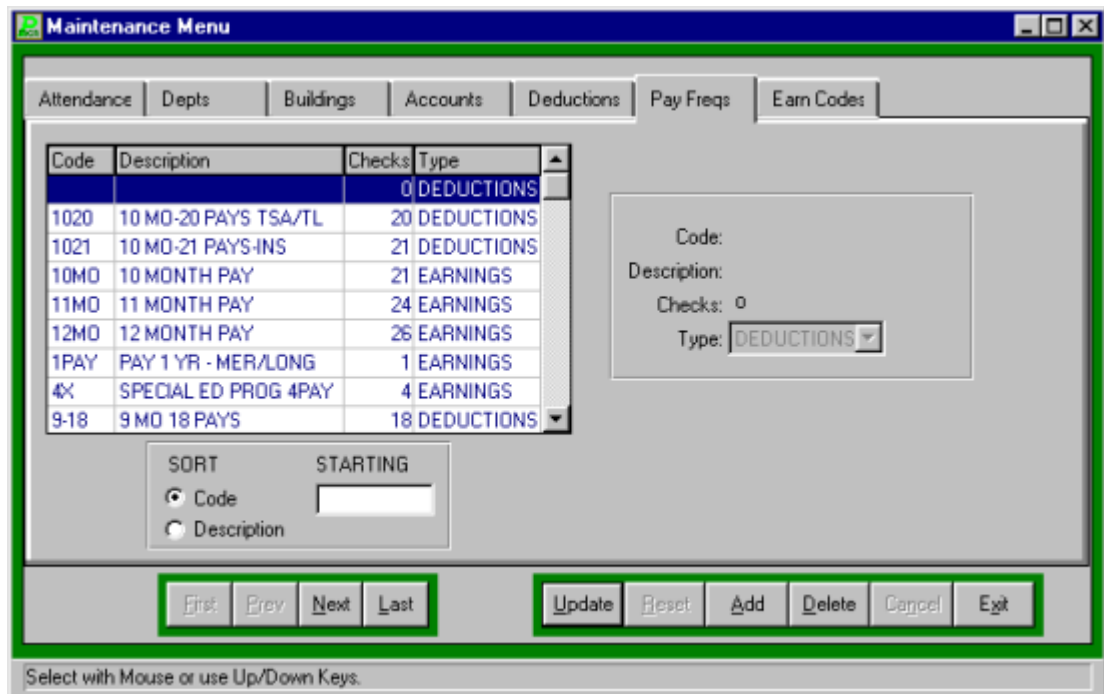 Maintenance Menu
Attendance Depts Buildings Accounts Deductions Pay Freqs Earn Codes
Code Description Checks Type
0 DEDUCTIONS
1020 10 MO-20 PAYS TSA/TL 20 DEDUCTIONS
1021 10 MO-21 PAYS-INS 21 DEDUCTIONS
10MO 10 MONTH PAY 21 EARNINGS
11MO 11 MONTH PAY 24 EARNINGS
12MO 12 MONTH PAY 26 EARNINGS
1PAY PAY 1 YR - MER/LONG 1 EARNINGS
4X SPECIAL ED PROG 4PAY 4 EARNINGS
9-18 9 MO 18 PAYS 18 DEDUCTIONS
Code:
Description:
Checks: 0
Type: DEDUCTIONS
SORT STARTING
Code
Description
First Prev Next Last Update Reset Add Delete Cancel Exit
Select with Mouse or use Up/Down Keys.